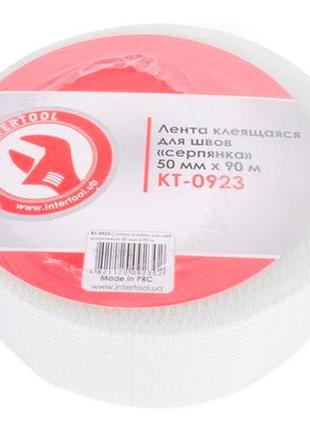 INTERTOOL
www.intertool.ua
Лента клеящаяся
для швов
«серпянка»
50 мм х 90 м
KT-0923
Made in PRC
www.intertool.ua